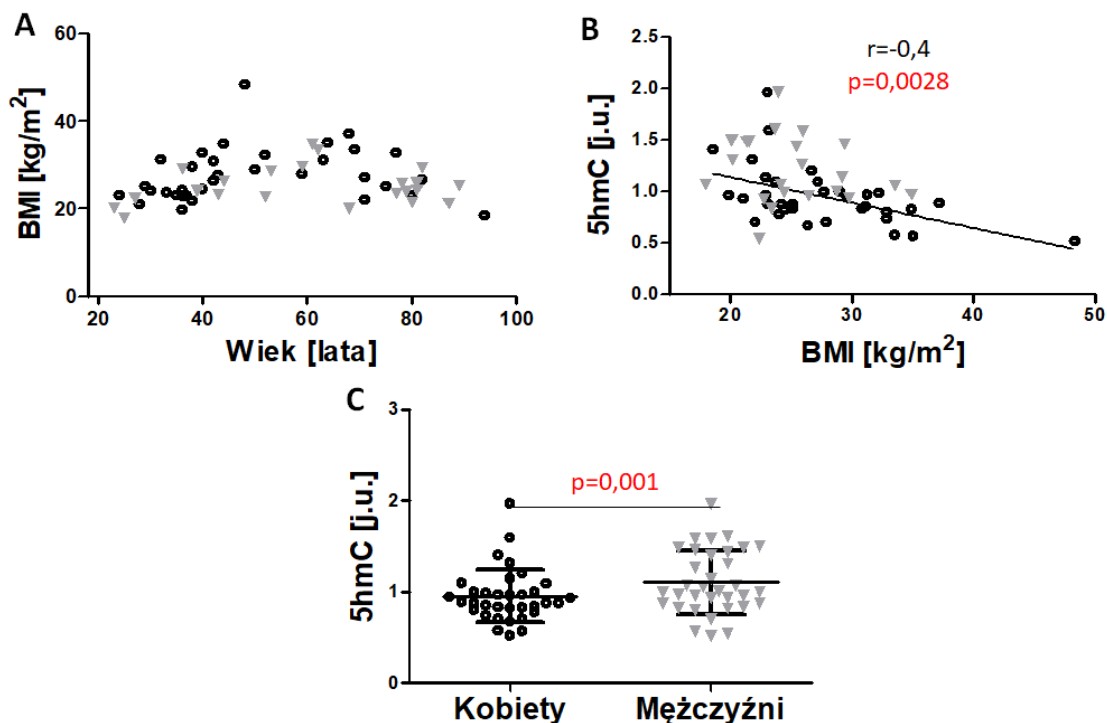 A
BMI [kg/m²]
60
40
20
0
20 40 60 80 100
Wiek [lata]
B
5hmC [j.u.]
r=-0,4
p=0,0028
2.5
2.0
1.5
1.0
0.5
0.0
20 30 40 50
BMI [kg/m²]
C
5hmC [j.u.]
p=0,001
3
2
1
0
Kobiety Mężczyźni